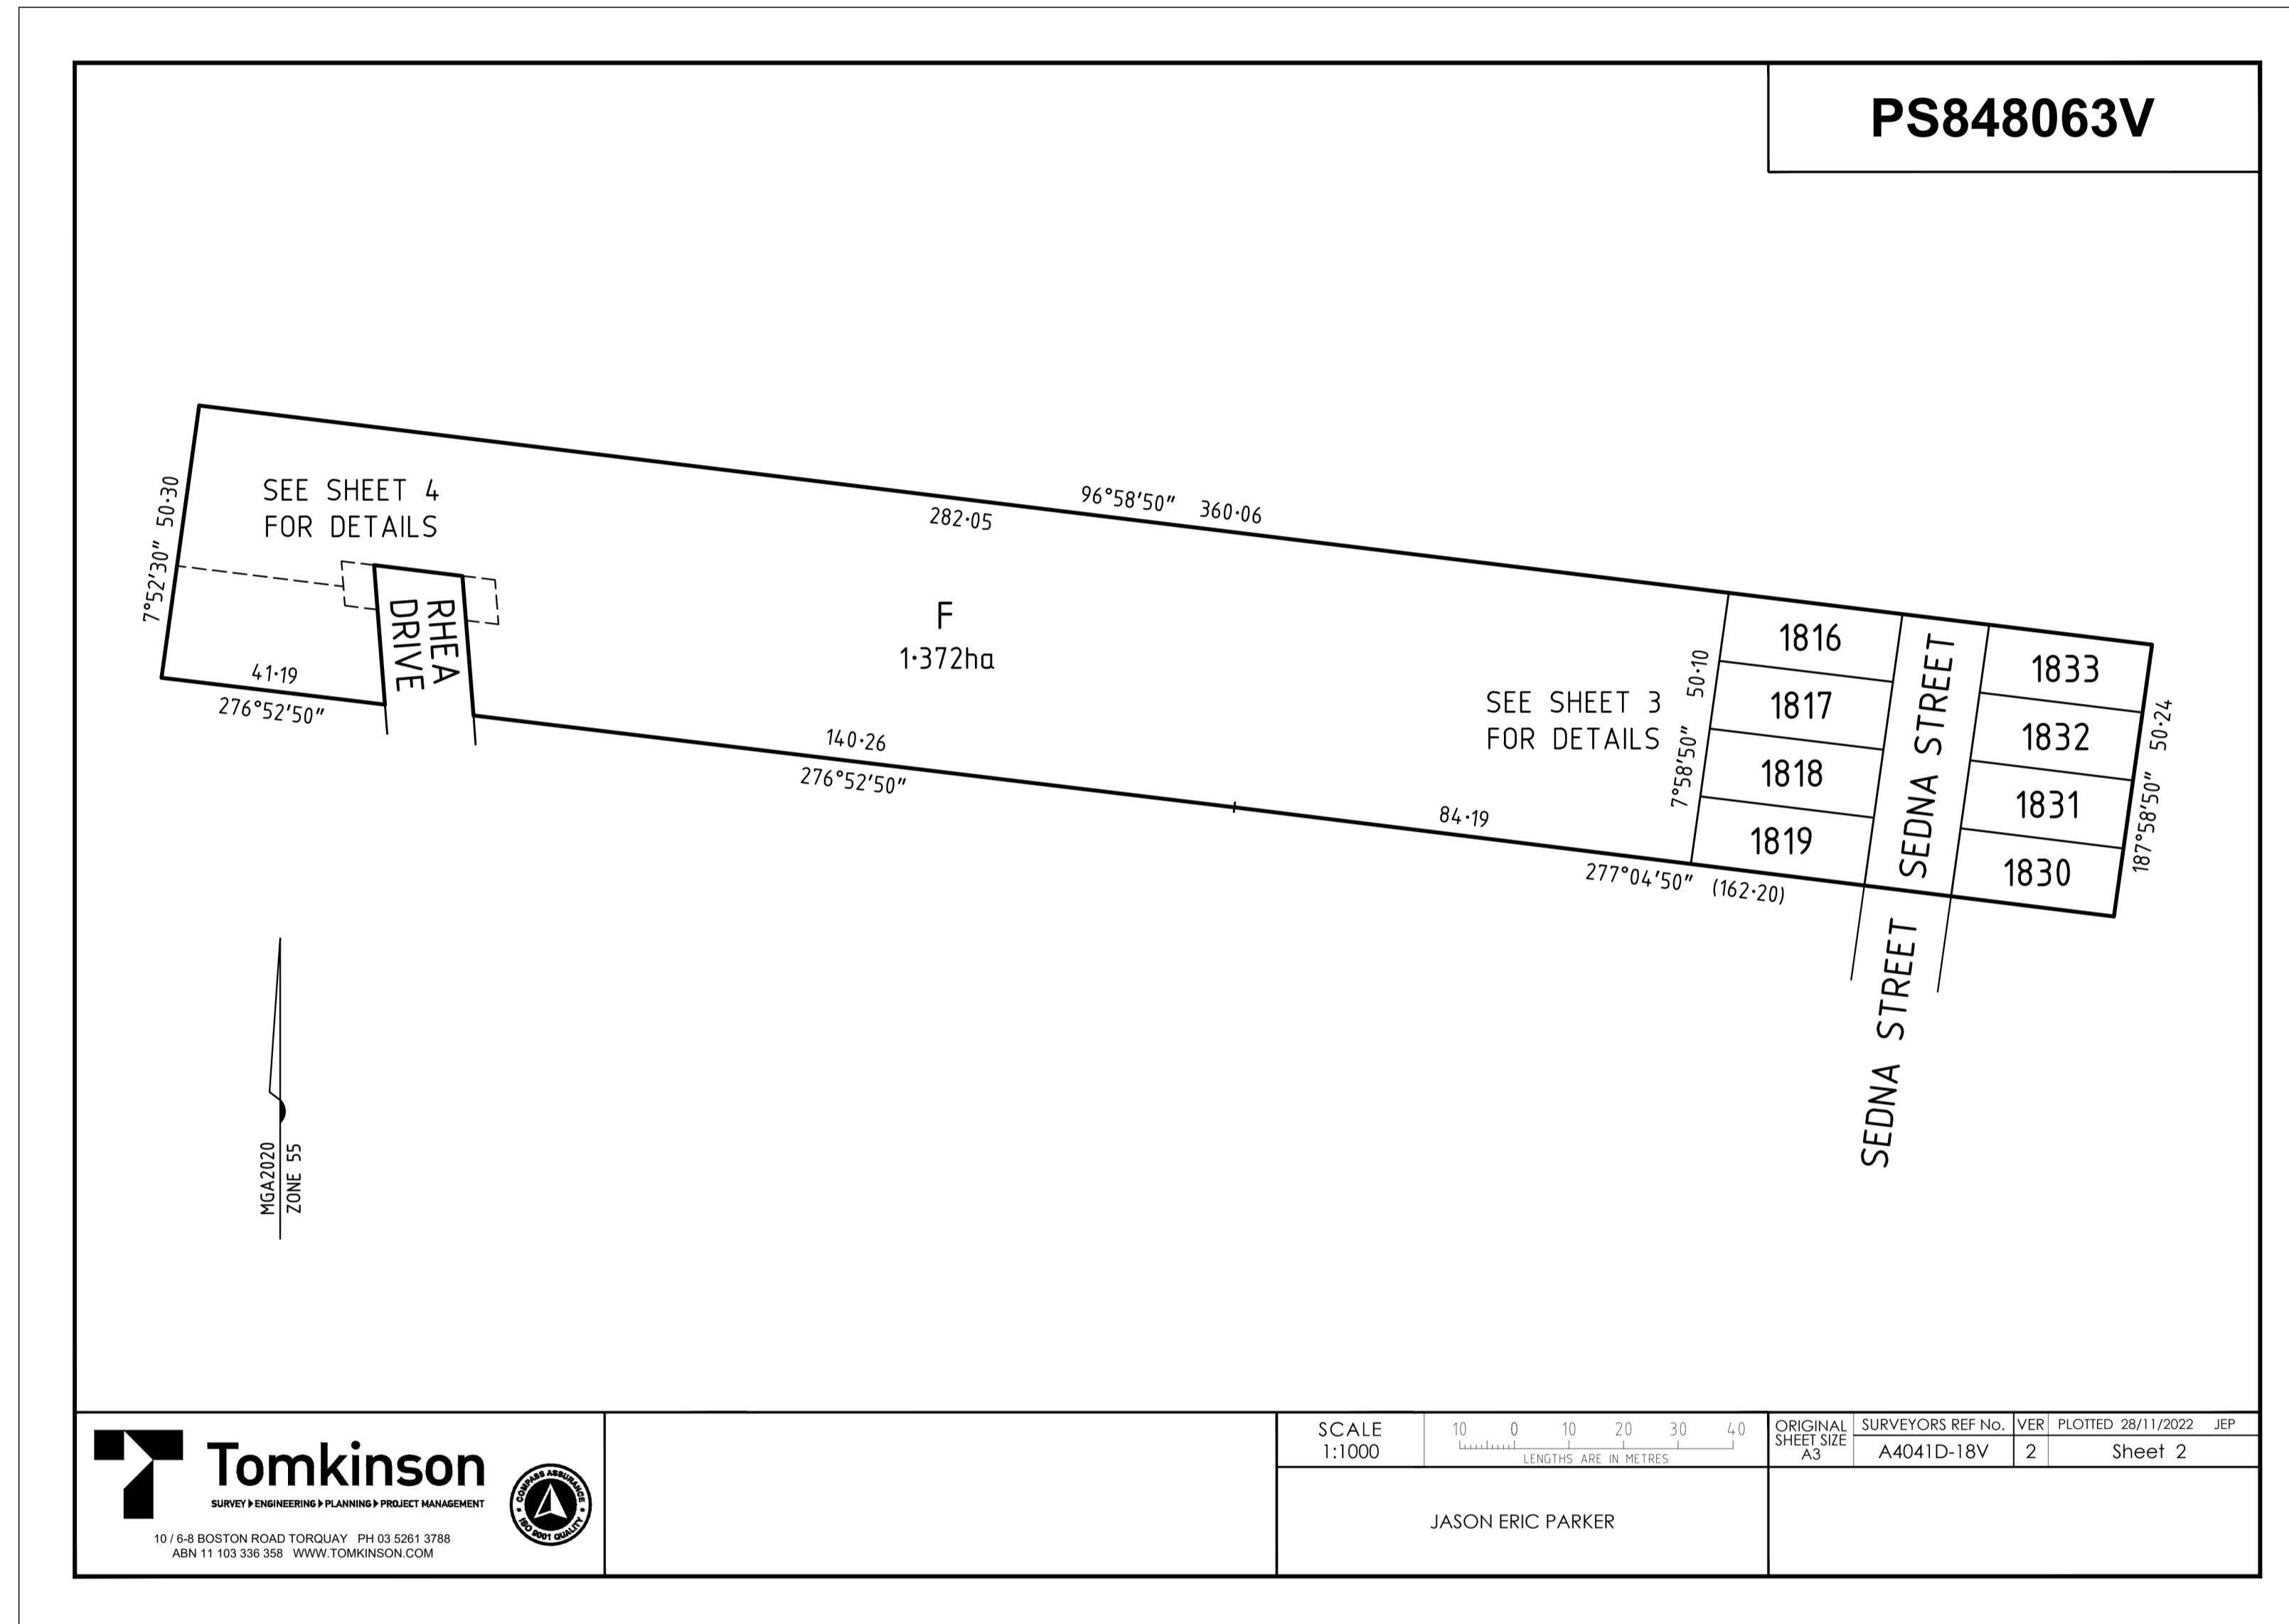 PS848063V
SEE SHEET 4
FOR DETAILS
7°52'30" 50·30
96°58'50" 360·06
282·05
RHEA
DRIVE
41·19
276°52'50"
F
1·372ha
140·26
276°52'50"
SEE SHEET 3
FOR DETAILS
7°58'50" 50·10
84·19
277°04'50" (162·20)
1816
1817
1818
1819
SEDNA STREET
1833
1832
1831
1830
187°58'50" 50·24
SEDNA STREET
MGA2020
ZONE 55
Tomkinson
SURVEY ENGINEERING PLANNING PROJECT MANAGEMENT
10 / 6-8 BOSTON ROAD TORQUAY PH 03 5261 3788
ABN 11 103 336 358 WWW.TOMKINSON.COM
COMPASS ASSURANCE
ISO 9001 QUALITY
SCALE
1:1000
10 0 10 20 30 40
LENGTHS ARE IN METRES
JASON ERIC PARKER
ORIGINAL
SHEET SIZE
A3
SURVEYORS REF No.
A4041D-18V
VER
2
PLOTTED 28/11/2022 JEP
Sheet 2